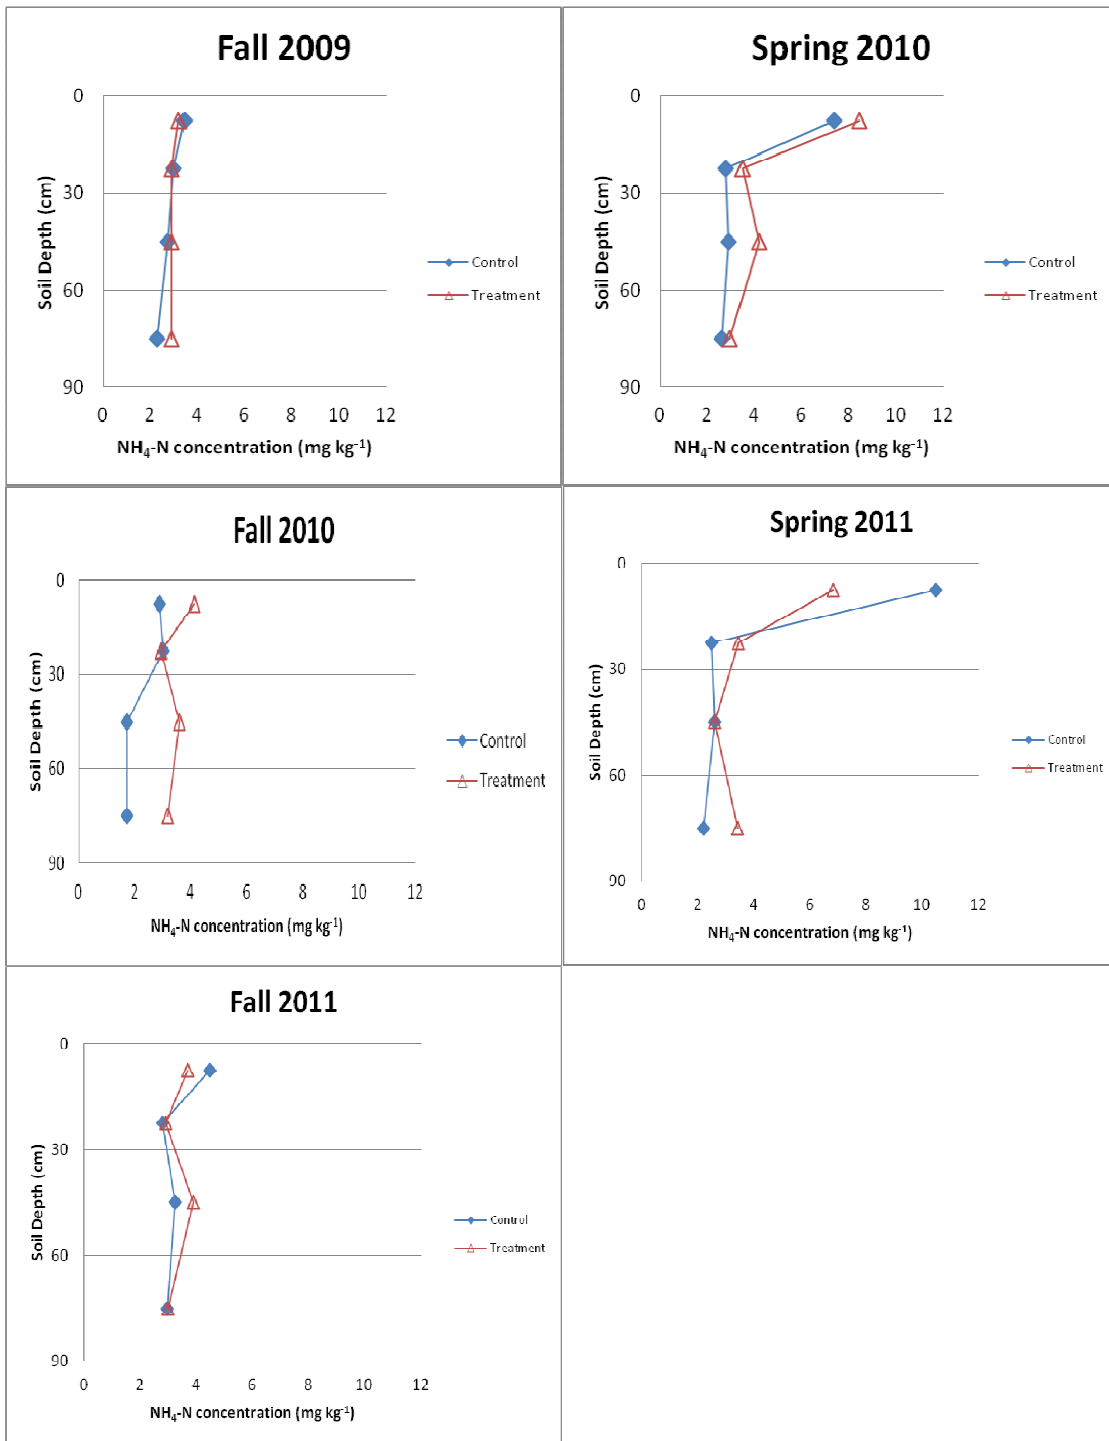 Fall 2009
0
30
60
90
Soil Depth (cm)
0 2 4 6 8 10 12
NH₄-N concentration (mg kg⁻¹)
Control
Treatment
Spring 2010
0
30
60
90
Soil Depth (cm)
0 2 4 6 8 10 12
NH₄-N concentration (mg kg⁻¹)
Control
Treatment
Fall 2010
0
30
60
90
Soil Depth (cm)
0 2 4 6 8 10 12
NH₄-N concentration (mg kg⁻¹)
Control
Treatment
Spring 2011
0
30
60
90
Soil Depth (cm)
0 2 4 6 8 10 12
NH₄-N concentration (mg kg⁻¹)
Control
Treatment
Fall 2011
0
30
60
90
Soil Depth (cm)
0 2 4 6 8 10 12
NH₄-N concentration (mg kg⁻¹)
Control
Treatment